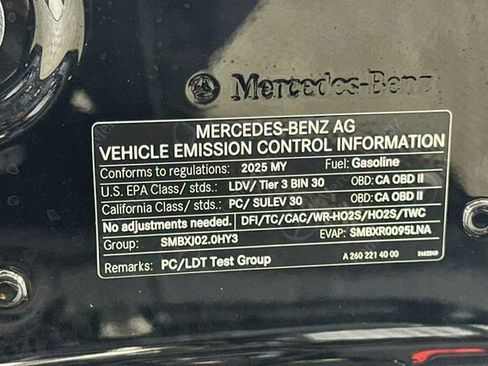 Mercedes-Benz
MERCEDES-BENZ AG
VEHICLE EMISSION CONTROL INFORMATION
Conforms to regulations: 2025 MY Fuel: Gasoline
U.S. EPA Class/ stds.: LDV/ Tier 3 BIN 30 OBD: CA OBD II
California Class/ stds.: PC/ SULEV 30 OBD: CA OBD II
No adjustments needed. DFI/TC/CAC/WR-HO2S/HO2S/TWC
Group: SMBXJ02.0HY3 EVAP: SMBXR0095LNA
Remarks: PC/LDT Test Group A 260 221 40 00